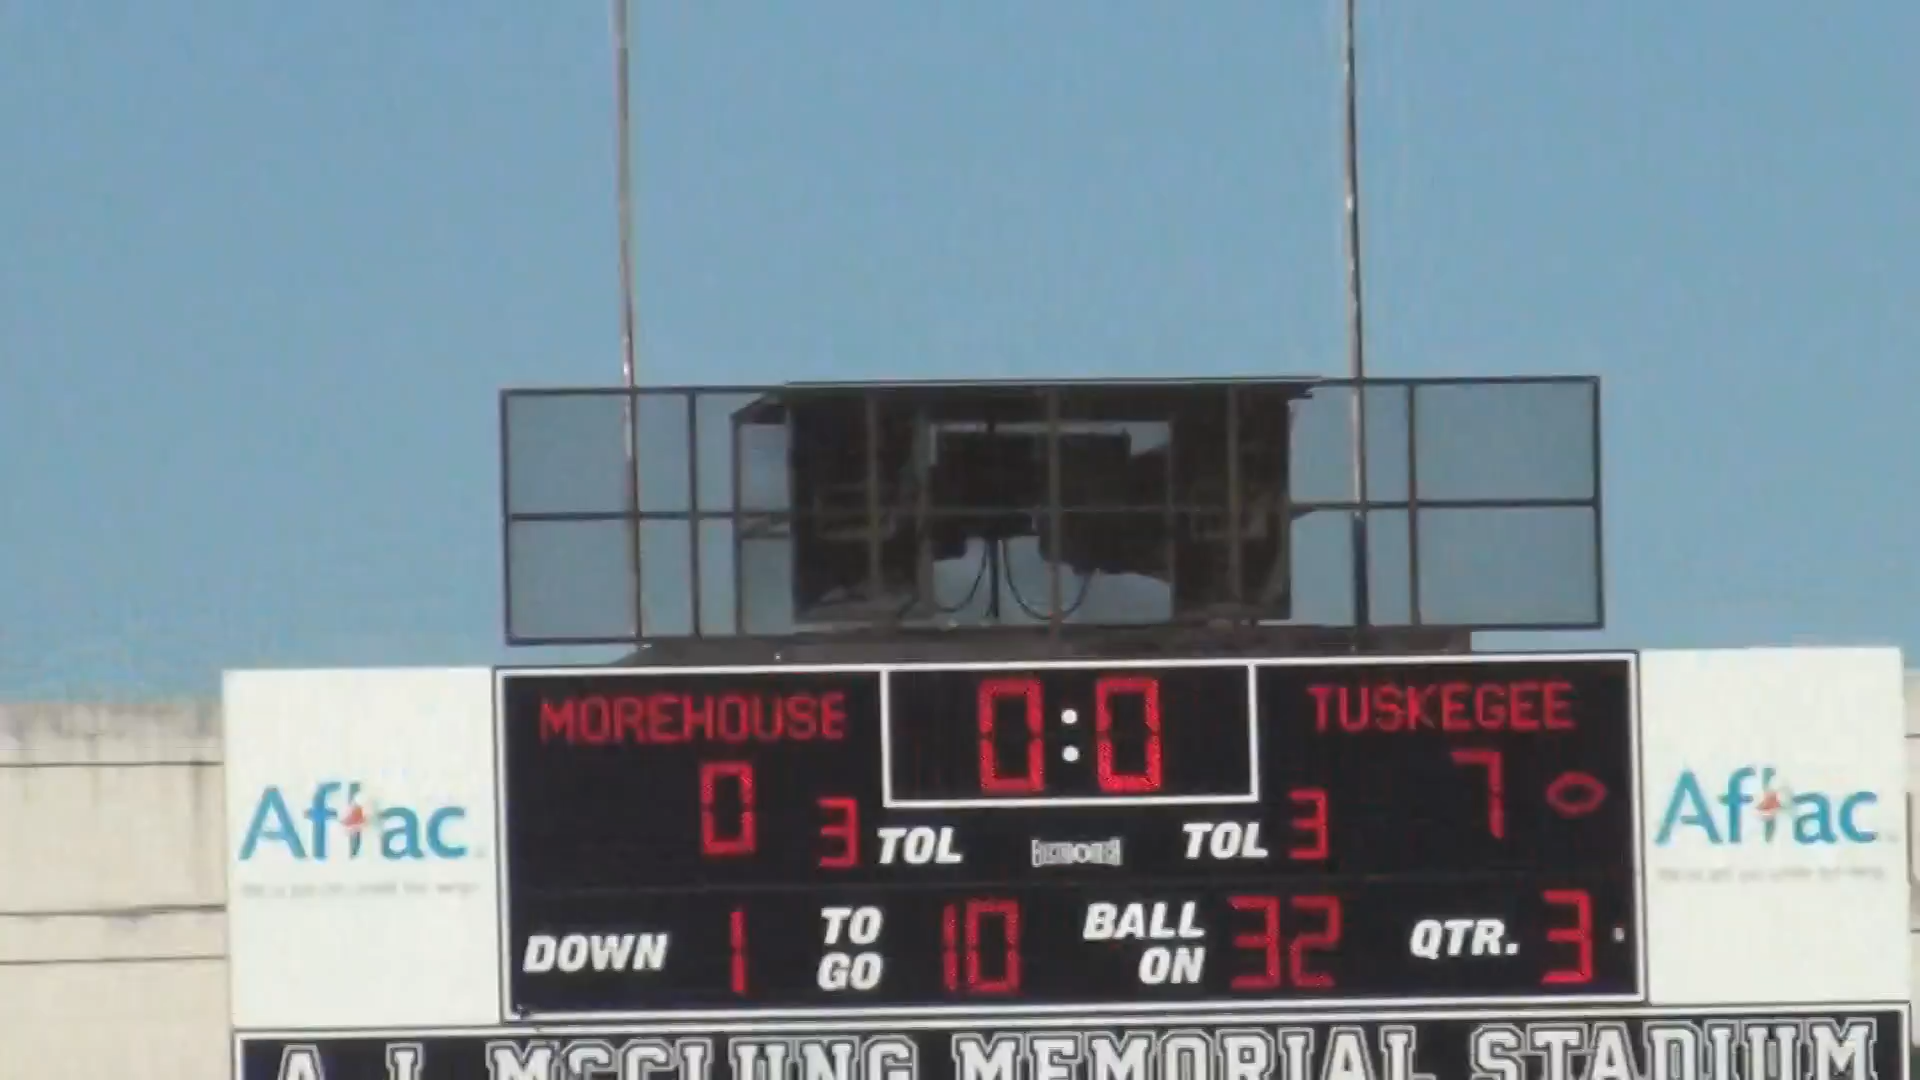 MOREHOUSE 0:0 TUSKEGEE
0 3 TOL TOL 3 7
DOWN 1 TO GO 10 BALL ON 32 QTR. 3
Aflac
Aflac
A.J. MCCLUNG MEMORIAL STADIUM